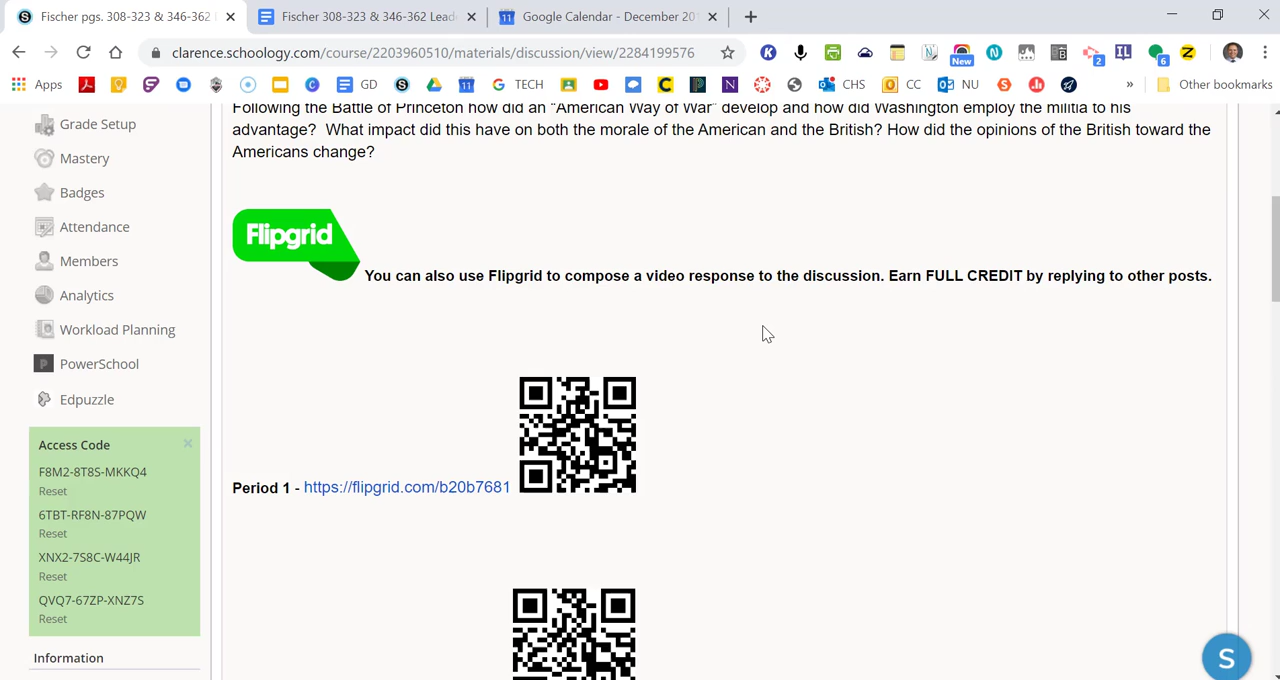 Fischer pgs. 308-323 & 346-362
Fischer 308-323 & 346-362 Lead
Google Calendar - December 20
clarence.schoology.com/course/2203960510/materials/discussion/view/2284199576
New
2
6
Apps
GD
TECH
CHS
CC
NU
Other bookmarks
Following the Battle of Princeton how did an “American Way of War” develop and how did Washington employ the militia to his
advantage? What impact did this have on both the morale of the American and the British? How did the opinions of the British toward the
Americans change?
Grade Setup
Mastery
Badges
Attendance
Members
Analytics
Workload Planning
PowerSchool
Edpuzzle
Flipgrid
You can also use Flipgrid to compose a video response to the discussion. Earn FULL CREDIT by replying to other posts.
Period 1 - https://flipgrid.com/b20b7681
Access Code
F8M2-8T8S-MKKQ4
Reset
6TBT-RF8N-87PQW
Reset
XNX2-7S8C-W44JR
Reset
QVQ7-67ZP-XNZ7S
Reset
Information
S